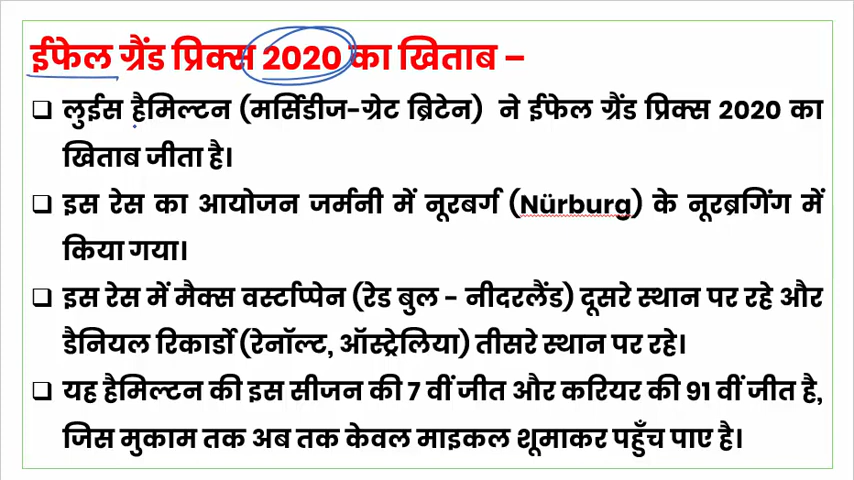 ईफेल ग्रैंड प्रिक्स 2020 का खिताब –
❑ लुईस हैमिल्टन (मर्सिडीज-ग्रेट ब्रिटेन) ने ईफेल ग्रैंड प्रिक्स 2020 का
खिताब जीता है।
❑ इस रेस का आयोजन जर्मनी में नूरबर्ग (Nürburg) के नूरब्रगिंग में
किया गया।
❑ इस रेस में मैक्स वर्स्टाप्पेन (रेड बुल - नीदरलैंड) दूसरे स्थान पर रहे और
डैनियल रिकार्डो (रेनॉल्ट, ऑस्ट्रेलिया) तीसरे स्थान पर रहे।
❑ यह हैमिल्टन की इस सीजन की 7 वीं जीत और करियर की 91 वीं जीत है,
जिस मुकाम तक अब तक केवल माइकल शूमाकर पहुँच पाए है।